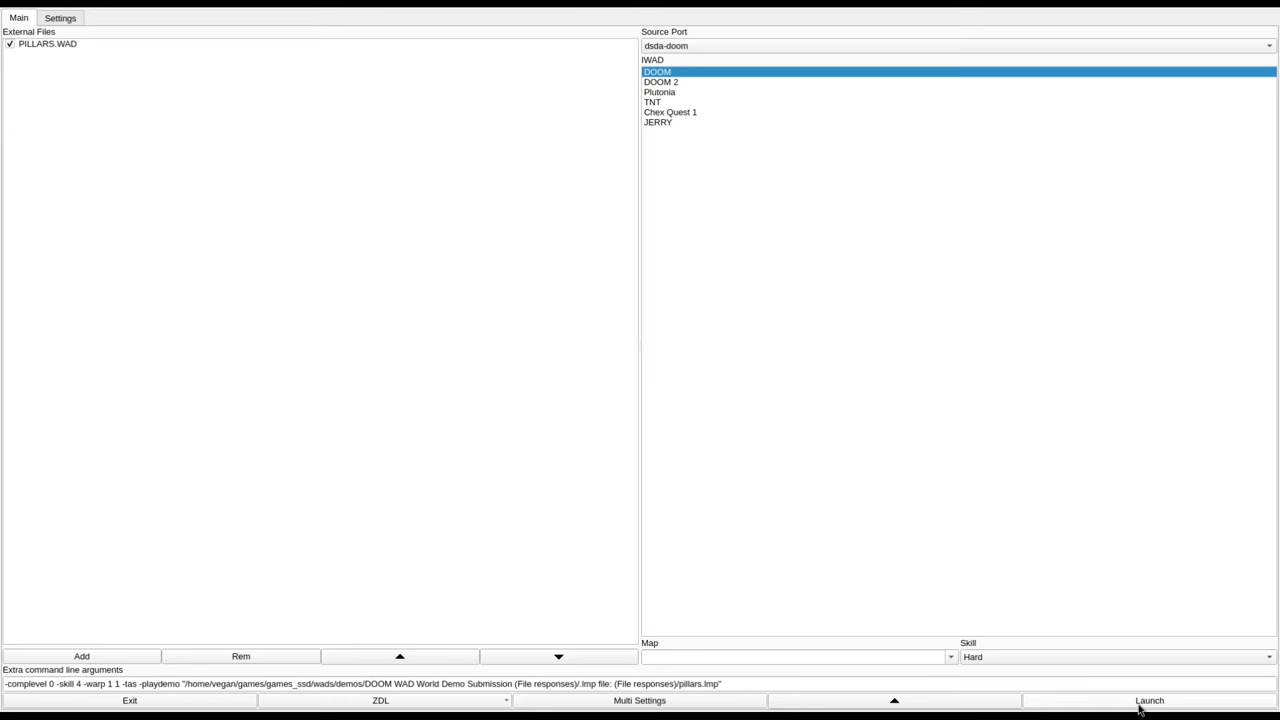 Main Settings
External Files
PILLARS.WAD
Source Port
dsda-doom
IWAD
DOOM
DOOM 2
Plutonia
TNT
Chex Quest 1
JERRY
Map Skill
Hard
Add Rem
Extra command line arguments
-complevel 0 -skill 4 -warp 1 1 -tas -playdemo "/home/vegan/games/games_ssd/wads/demos/DOOM WAD World Demo Submission (File responses)/.lmp file: (File responses)/pillars.lmp"
Exit ZDL Multi Settings Launch